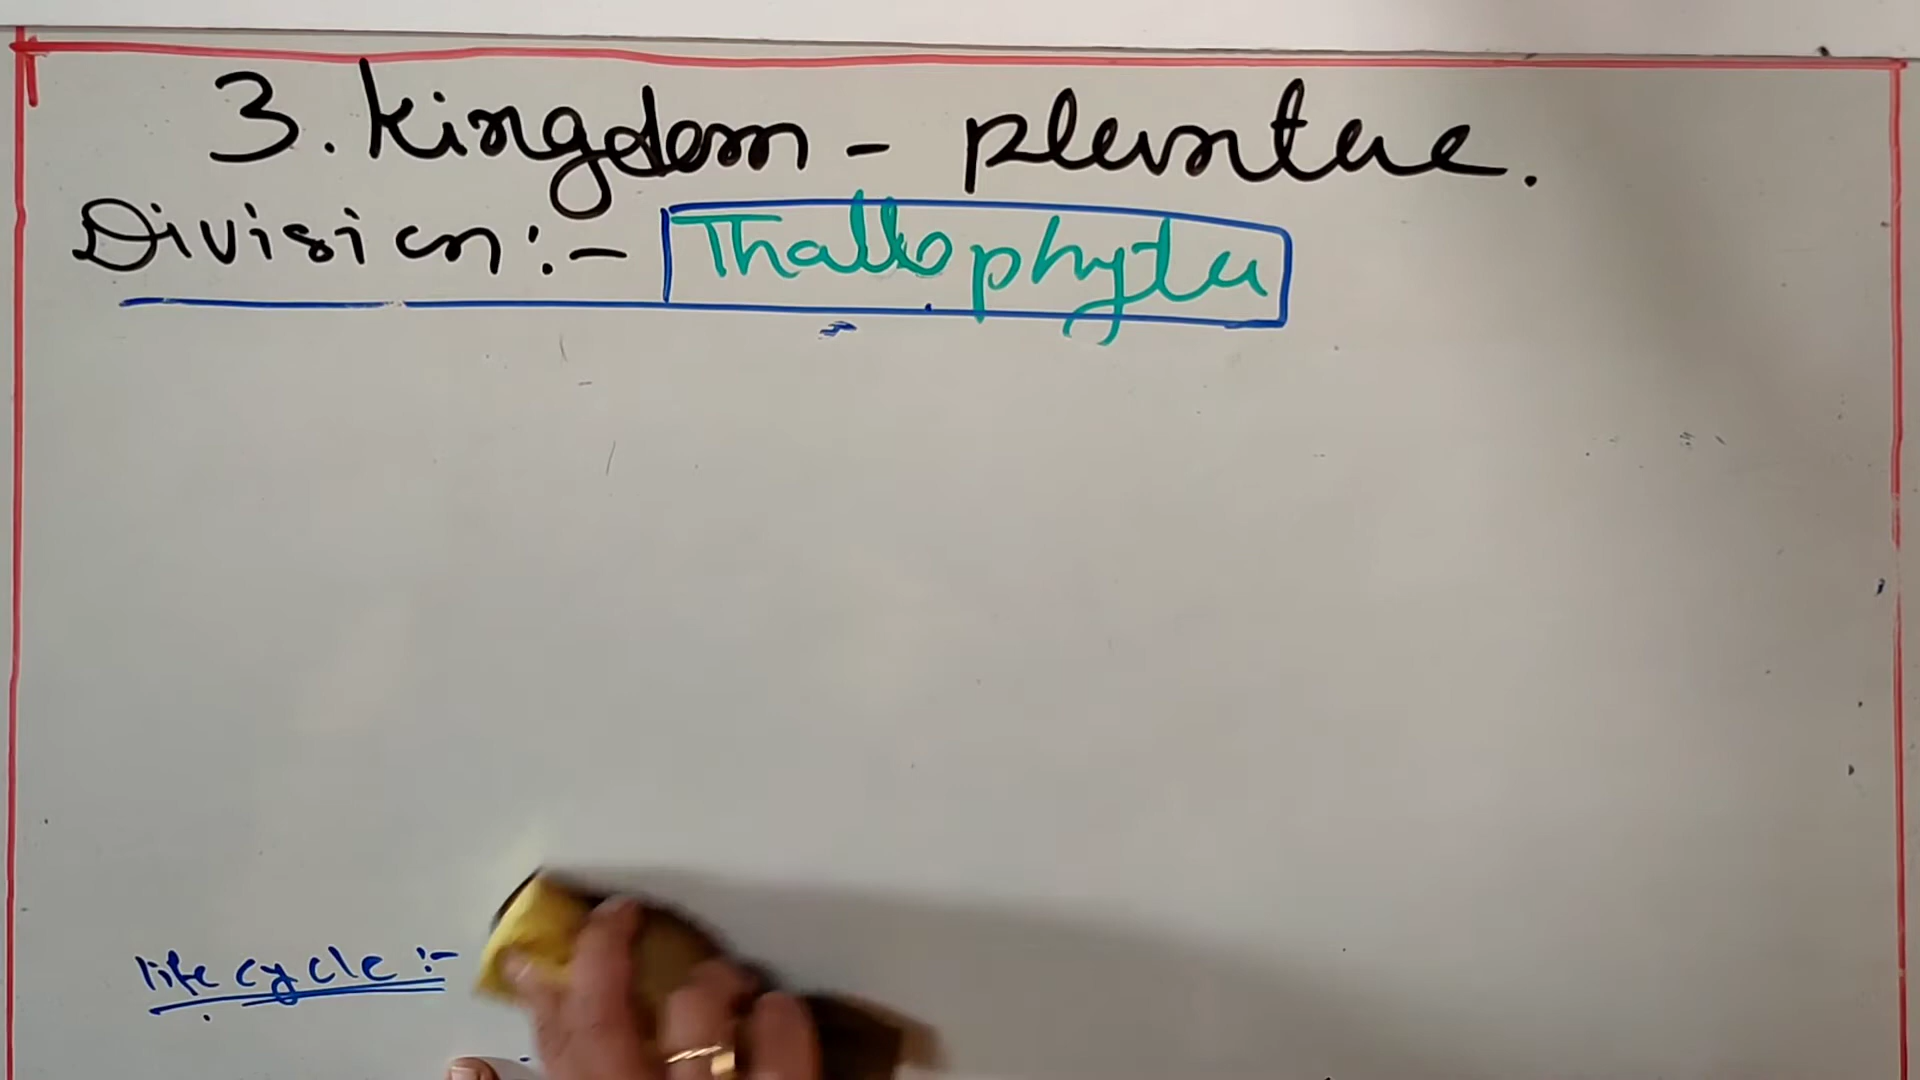 3. Kingdom - plantae.
Division :- Thallophyta
life cycle :-